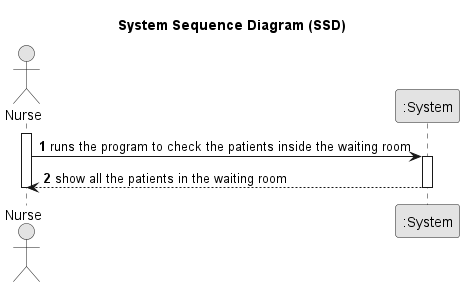 System Sequence Diagram (SSD)
Nurse
:System
1 runs the program to check the patients inside the waiting room
2 show all the patients in the waiting room
Nurse
:System